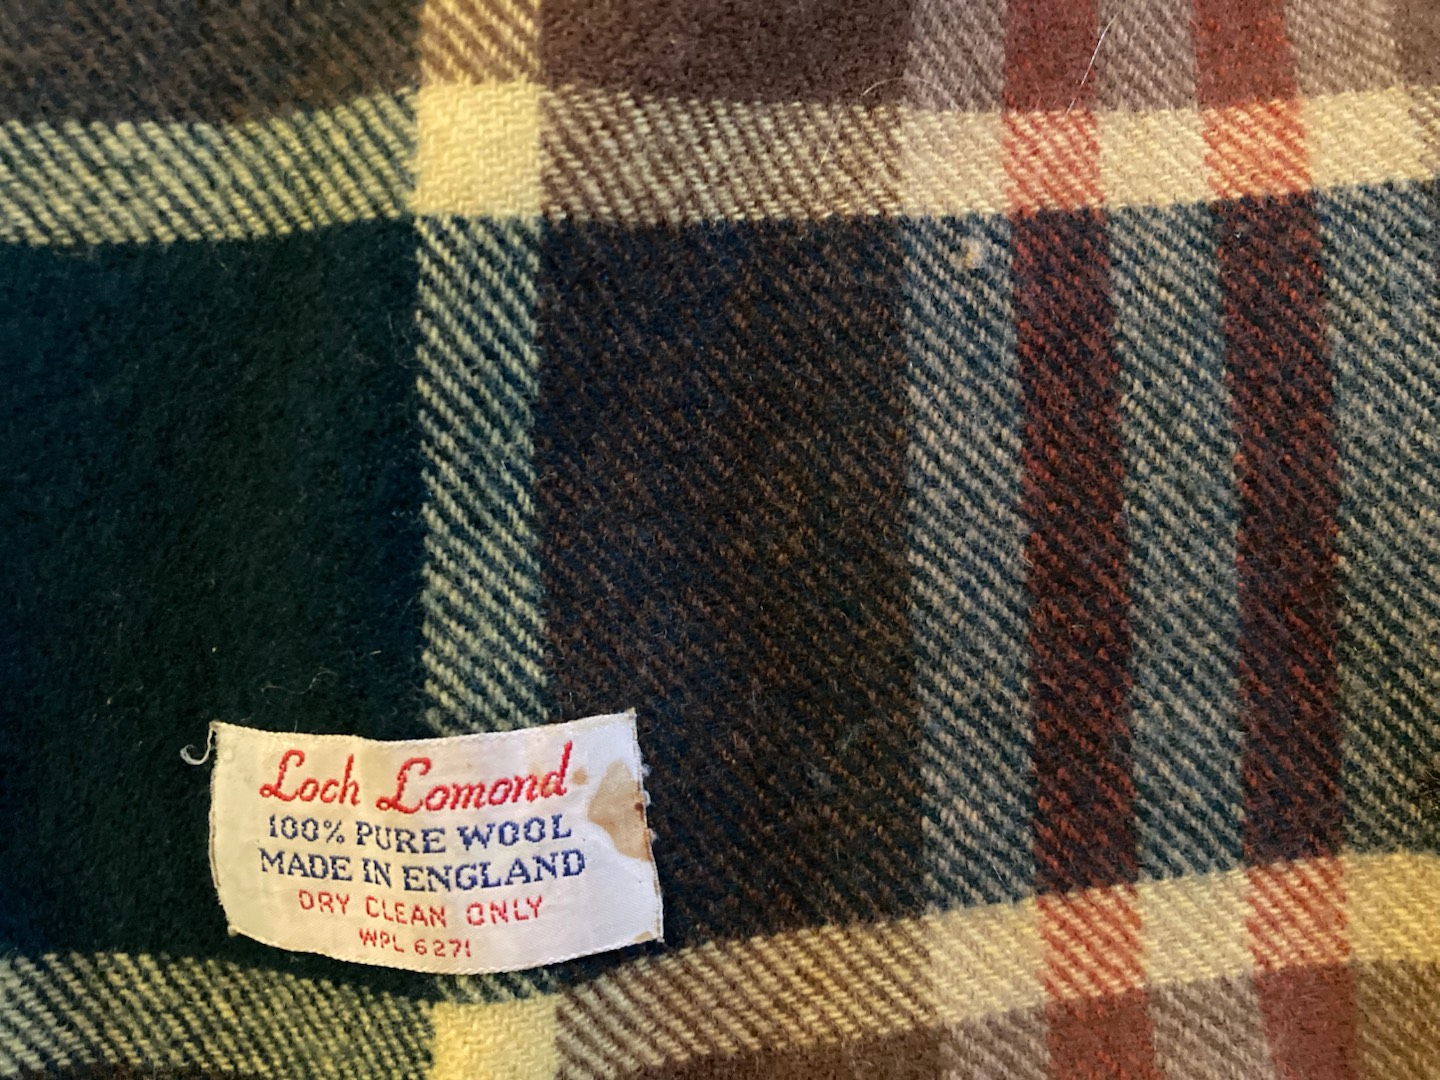 Loch Lomond
100% PURE WOOL
MADE IN ENGLAND
DRY CLEAN ONLY
WPL 6271